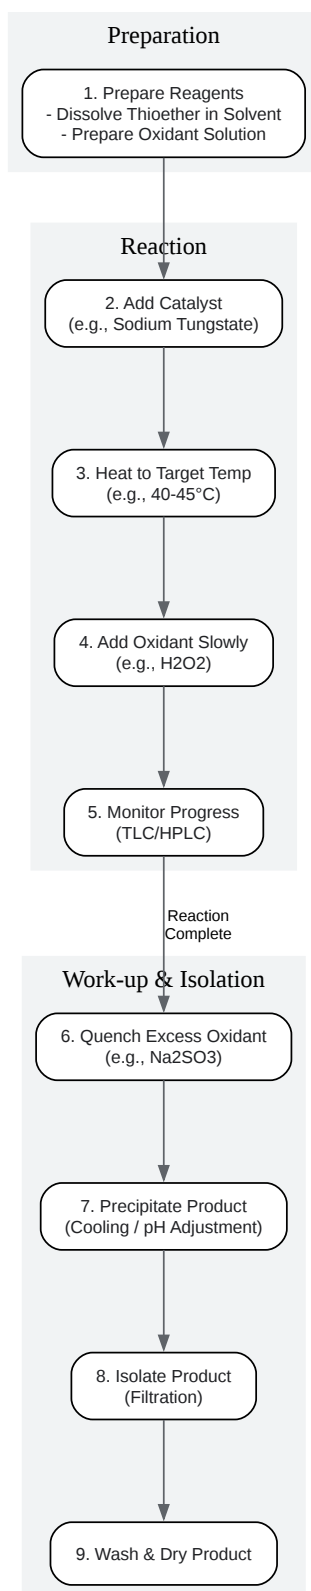 Preparation
1. Prepare Reagents
- Dissolve Thioether in Solvent
- Prepare Oxidant Solution
Reaction
2. Add Catalyst
(e.g., Sodium Tungstate)
3. Heat to Target Temp
(e.g., 40-45°C)
4. Add Oxidant Slowly
(e.g., H2O2)
5. Monitor Progress
(TLC/HPLC)
Reaction
Complete
Work-up & Isolation
6. Quench Excess Oxidant
(e.g., Na2SO3)
7. Precipitate Product
(Cooling / pH Adjustment)
8. Isolate Product
(Filtration)
9. Wash & Dry Product